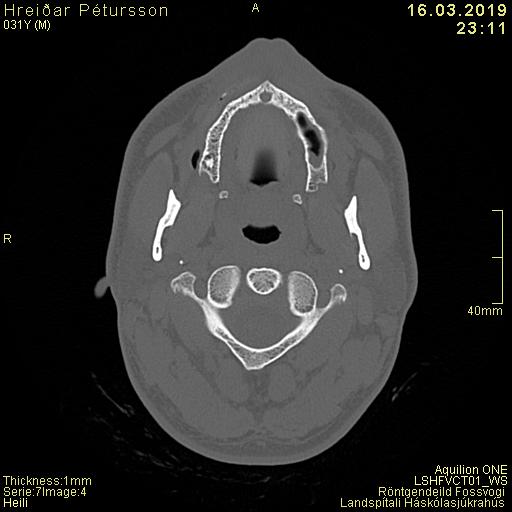 Hreiðar Pétursson
031Y (M)
A
16.03.2019
23:11
R
40mm
Thickness:1mm
Serie:7Image:4
Heili
Aquilion ONE
LSHFVCT01_WS
Röntgendeild Fossvogi
Landspítali Háskólasjúkrahús